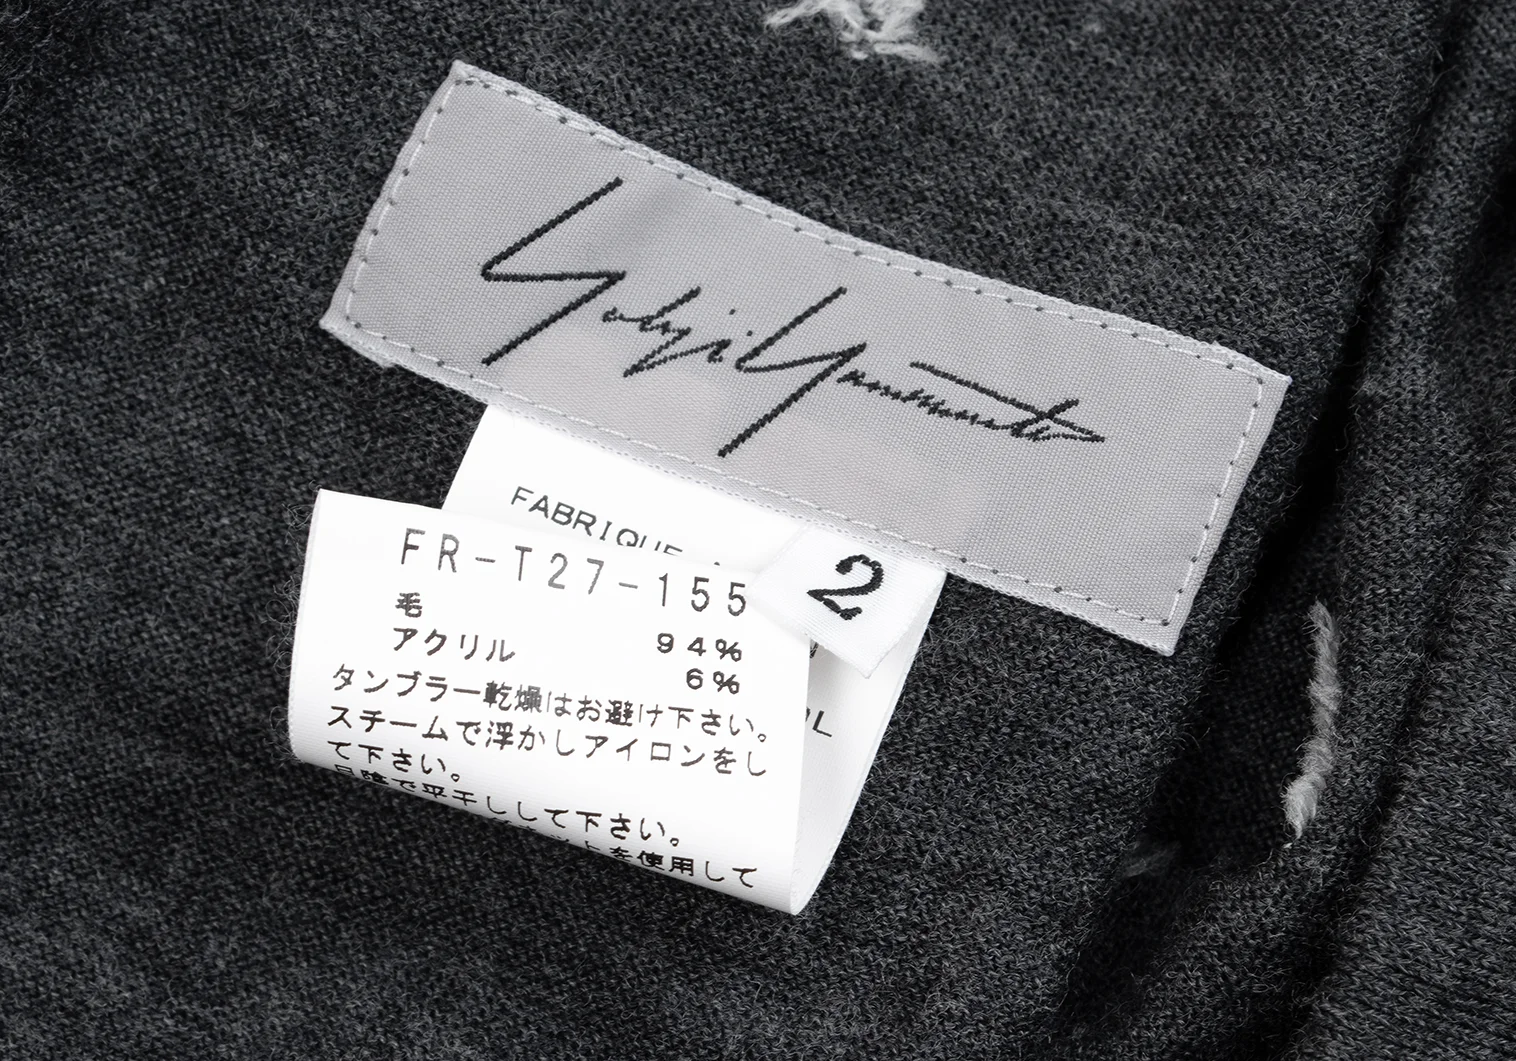 Yohji Yamamoto
FABRIQUE
2
FR-T27-155
毛 94%
アクリル 6%
タンブラー乾燥はお避け下さい。
スチームで浮かしアイロンをし
て下さい。
日陰で平干しして下さい。
を使用して